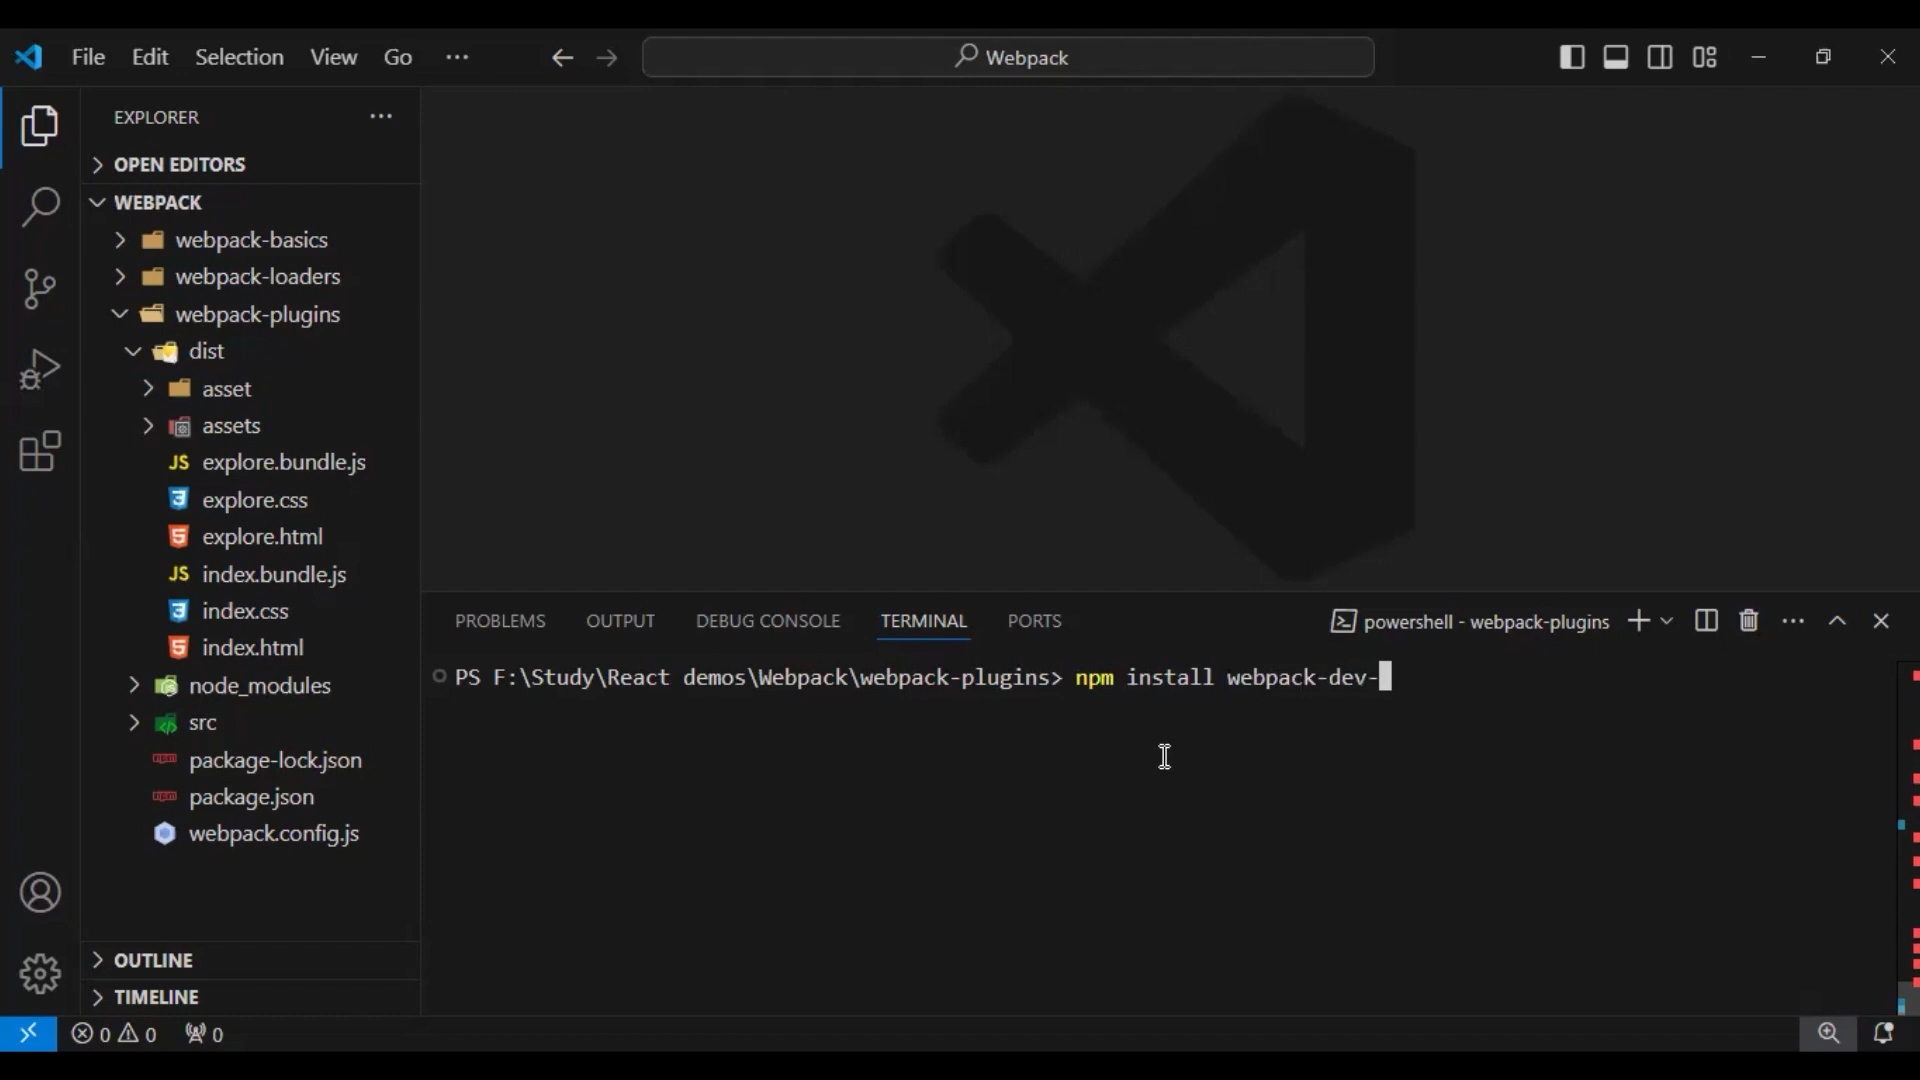 File Edit Selection View Go ··· Webpack
EXPLORER ···
OPEN EDITORS
WEBPACK
webpack-basics
webpack-loaders
webpack-plugins
dist
asset
assets
JS explore.bundle.js
explore.css
explore.html
JS index.bundle.js
index.css
index.html
node_modules
src
package-lock.json
package.json
webpack.config.js
OUTLINE
TIMELINE
PROBLEMS OUTPUT DEBUG CONSOLE TERMINAL PORTS powershell - webpack-plugins
PS F:\Study\React demos\Webpack\webpack-plugins> npm install webpack-dev-
0 0 0